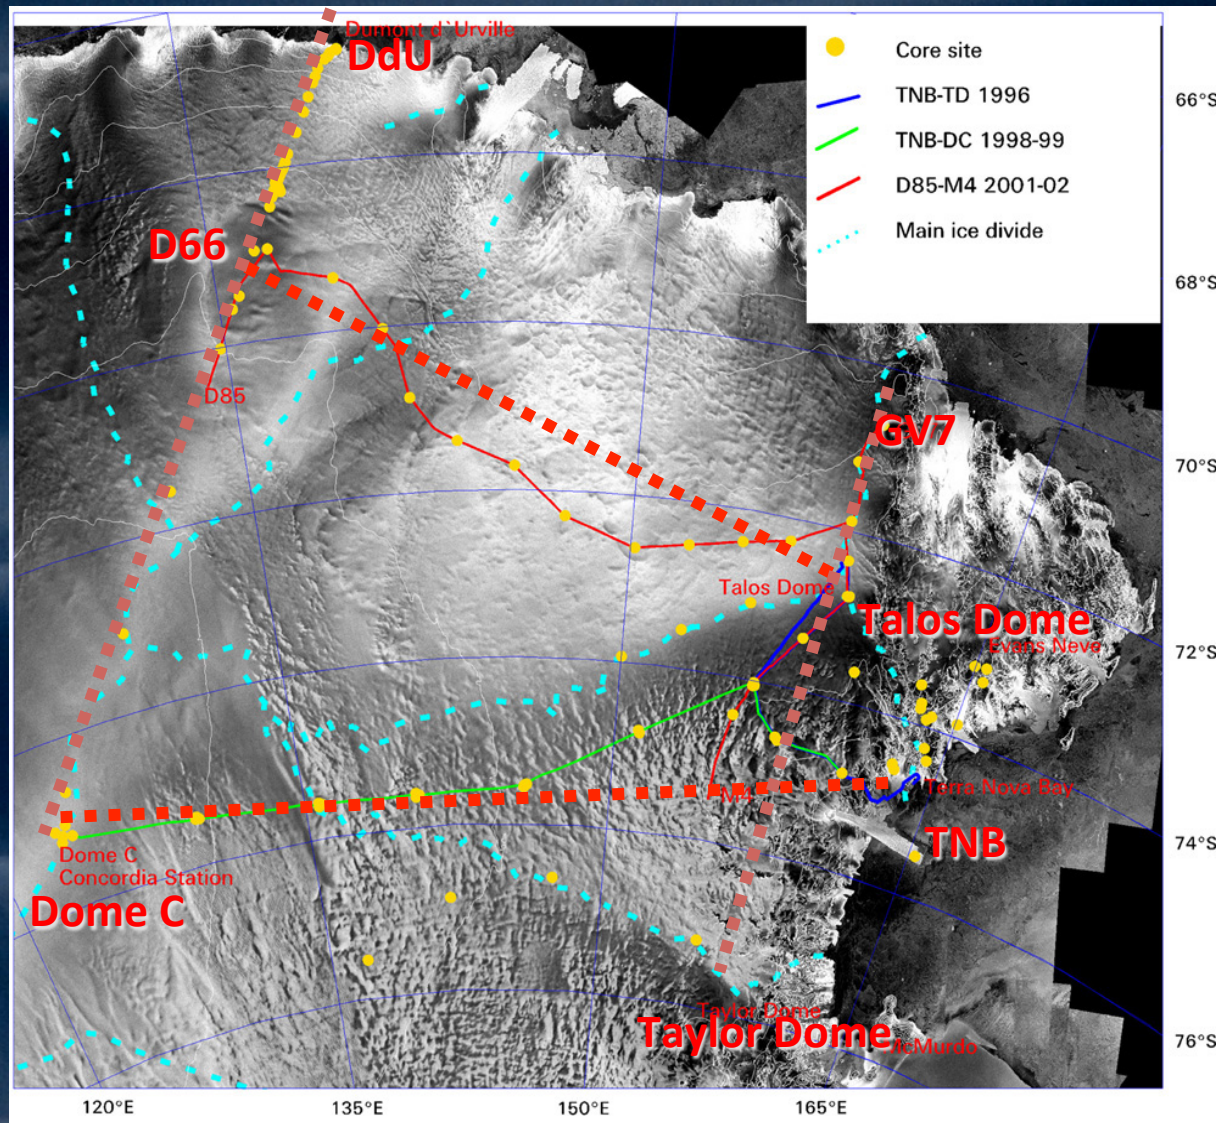 Dumont d`Urville
DdU
Core site
TNB-TD 1996
TNB-DC 1998-99
D85-M4 2001-02
Main ice divide
66°S
D66
68°S
D85
GV7
70°S
Talos Dome
Talos Dome
Evans Neve
72°S
M4
Terra Nova Bay
TNB
74°S
Dome C
Concordia Station
Dome C
Taylor Dome
Taylor Dome
McMurdo
76°S
120°E
135°E
150°E
165°E